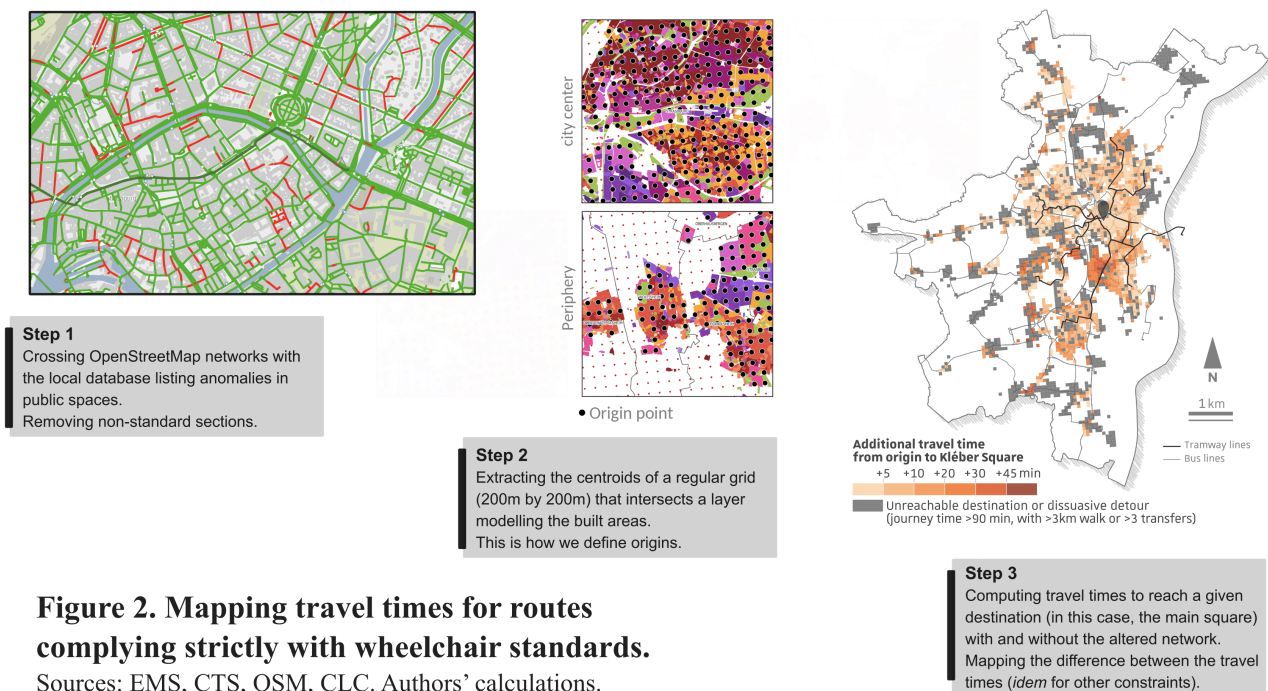 city center
Periphery
Origin point
Step 1
Crossing OpenStreetMap networks with
the local database listing anomalies in
public spaces.
Removing non-standard sections.
Step 2
Extracting the centroids of a regular grid
(200m by 200m) that intersects a layer
modelling the built areas.
This is how we define origins.
N
1 km
Tramway lines
Bus lines
Additional travel time
from origin to Kléber Square
+5 +10 +20 +30 +45 min
Unreachable destination or dissuasive detour
(journey time >90 min, with >3km walk or >3 transfers)
Step 3
Computing travel times to reach a given
destination (in this case, the main square)
with and without the altered network.
Mapping the difference between the travel
times (idem for other constraints).
Figure 2. Mapping travel times for routes
complying strictly with wheelchair standards.
Sources: EMS, CTS, OSM, CLC. Authors' calculations.